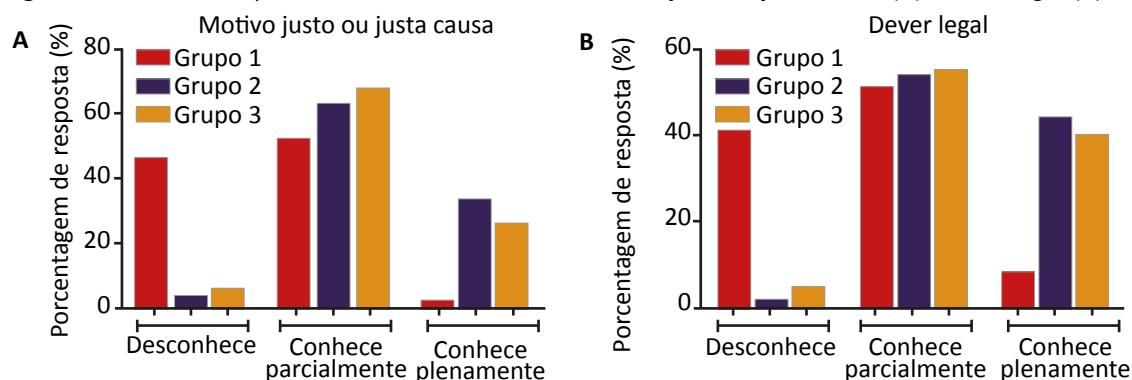 A
Motivo justo ou justa causa
Porcentagem de resposta (%)
80
60
40
20
0
Grupo 1
Grupo 2
Grupo 3
Desconhece
Conhece
parcialmente
Conhece
plenamente
B
Dever legal
Porcentagem de resposta (%)
60
40
20
0
Grupo 1
Grupo 2
Grupo 3
Desconhece
Conhece
parcialmente
Conhece
plenamente